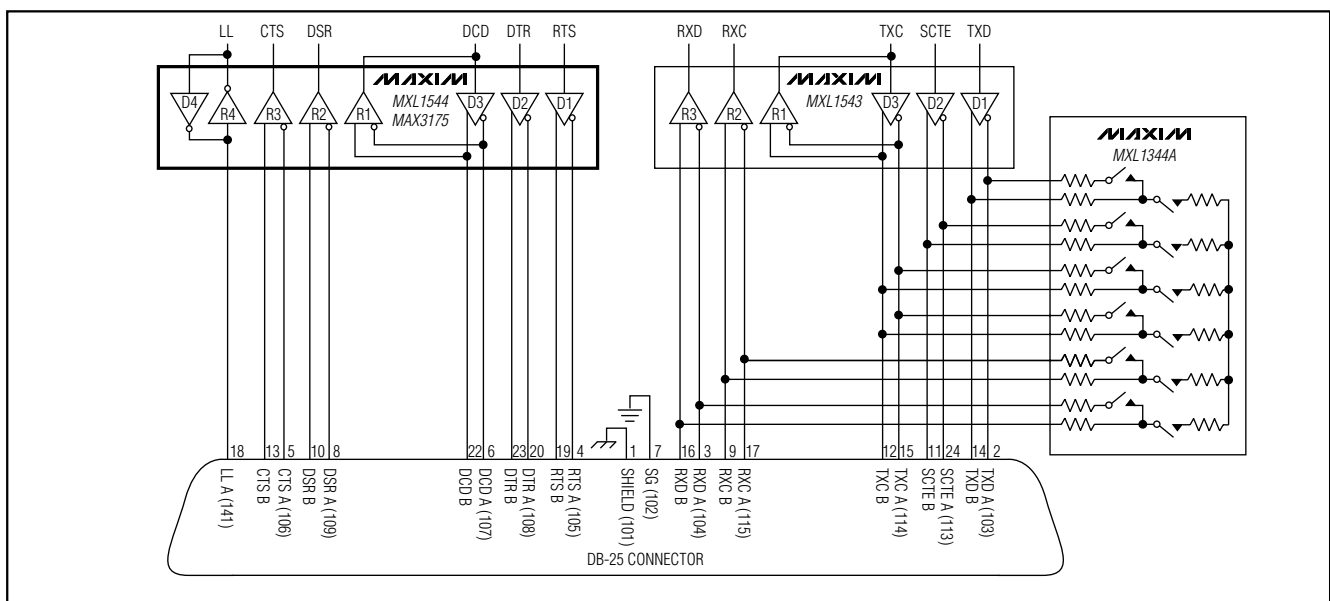 LL CTS DSR DCD DTR RTS RXD RXC TXC SCTE TXD
MAXIM
MXL1544
MAX3175
D4 R4 R3 R2 R1 D3 D2 D1
MAXIM
MXL1543
R3 R2 R1 D3 D2 D1
MAXIM
MXL1344A
18 13 5 10 8 22 6 23 20 19 4 1 7 16 3 9 17 12 15 11 24 14 2
LL A (141)
CTS B
CTS A (106)
DSR B
DSR A (109)
DCD B
DCD A (107)
DTR B
DTR A (108)
RTS B
RTS A (105)
SHIELD (101)
SG (102)
RXD B
RXD A (104)
RXC B
RXC A (115)
TXC B
TXC A (114)
SCTE B
SCTE A (113)
TXD B
TXD A (103)
DB-25 CONNECTOR